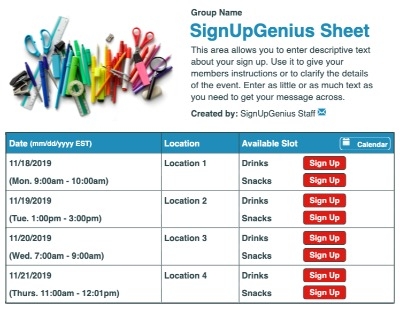 Group Name
SignUpGenius Sheet
This area allows you to enter descriptive text
about your sign up. Use it to give your
members instructions or to clarify the details
of the event. Enter as little or as much text as
you need to get your message across.
Created by: SignUpGenius Staff
Date (mm/dd/yyyy EST) Location Available Slot Calendar
11/18/2019 Location 1 Drinks Sign Up
(Mon. 9:00am - 10:00am) Snacks Sign Up
11/19/2019 Location 2 Drinks Sign Up
(Tue. 1:00pm - 3:00pm) Snacks Sign Up
11/20/2019 Location 3 Drinks Sign Up
(Wed. 7:00am - 9:00am) Snacks Sign Up
11/21/2019 Location 4 Drinks Sign Up
(Thurs. 11:00am - 12:01pm) Snacks Sign Up